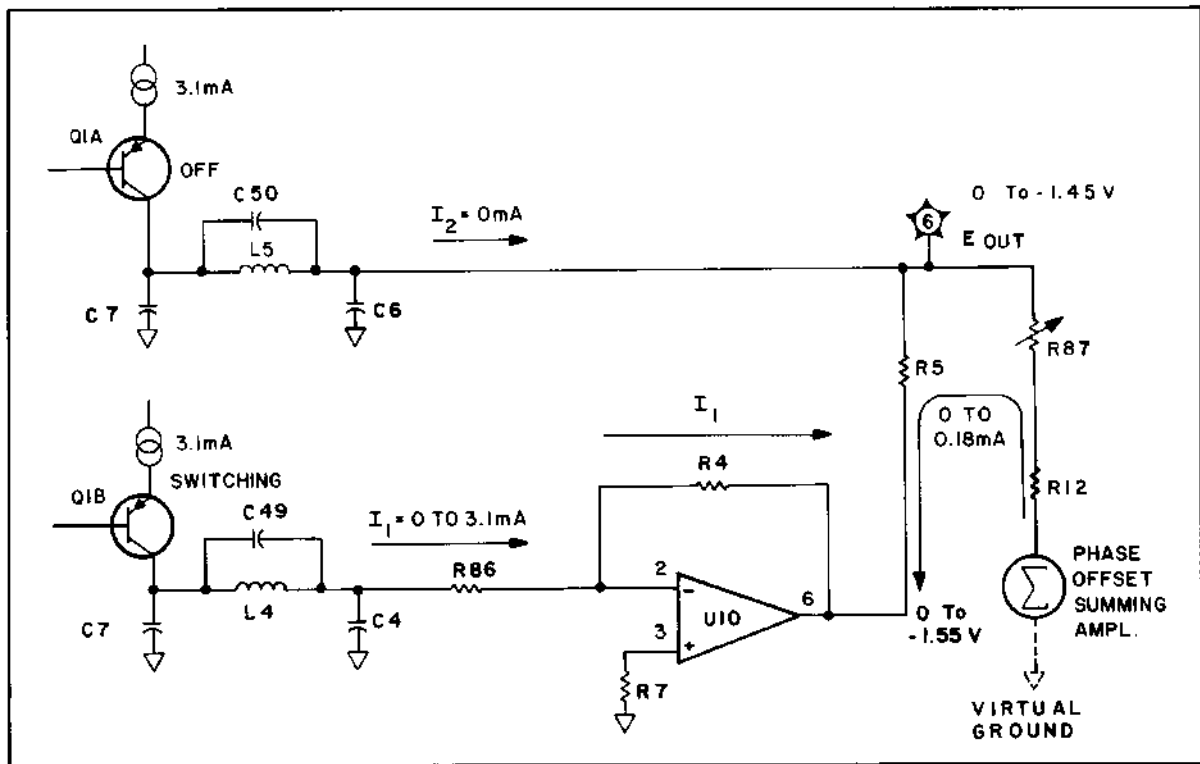 3.1mA
Q1A
OFF
C50
I2 = 0mA
0 To -1.45 V
6
E OUT
L5
C7
C6
R87
R5
I1
0 TO
0.18mA
3.1mA
SWITCHING
R4
R12
Q1B
C49
I1 = 0 TO 3.1mA
R86
PHASE
OFFSET
SUMMING
AMPL.
Σ
2
-
U10
6
L4
C4
3
+
0 To
-1.55 V
C7
R7
VIRTUAL
GROUND